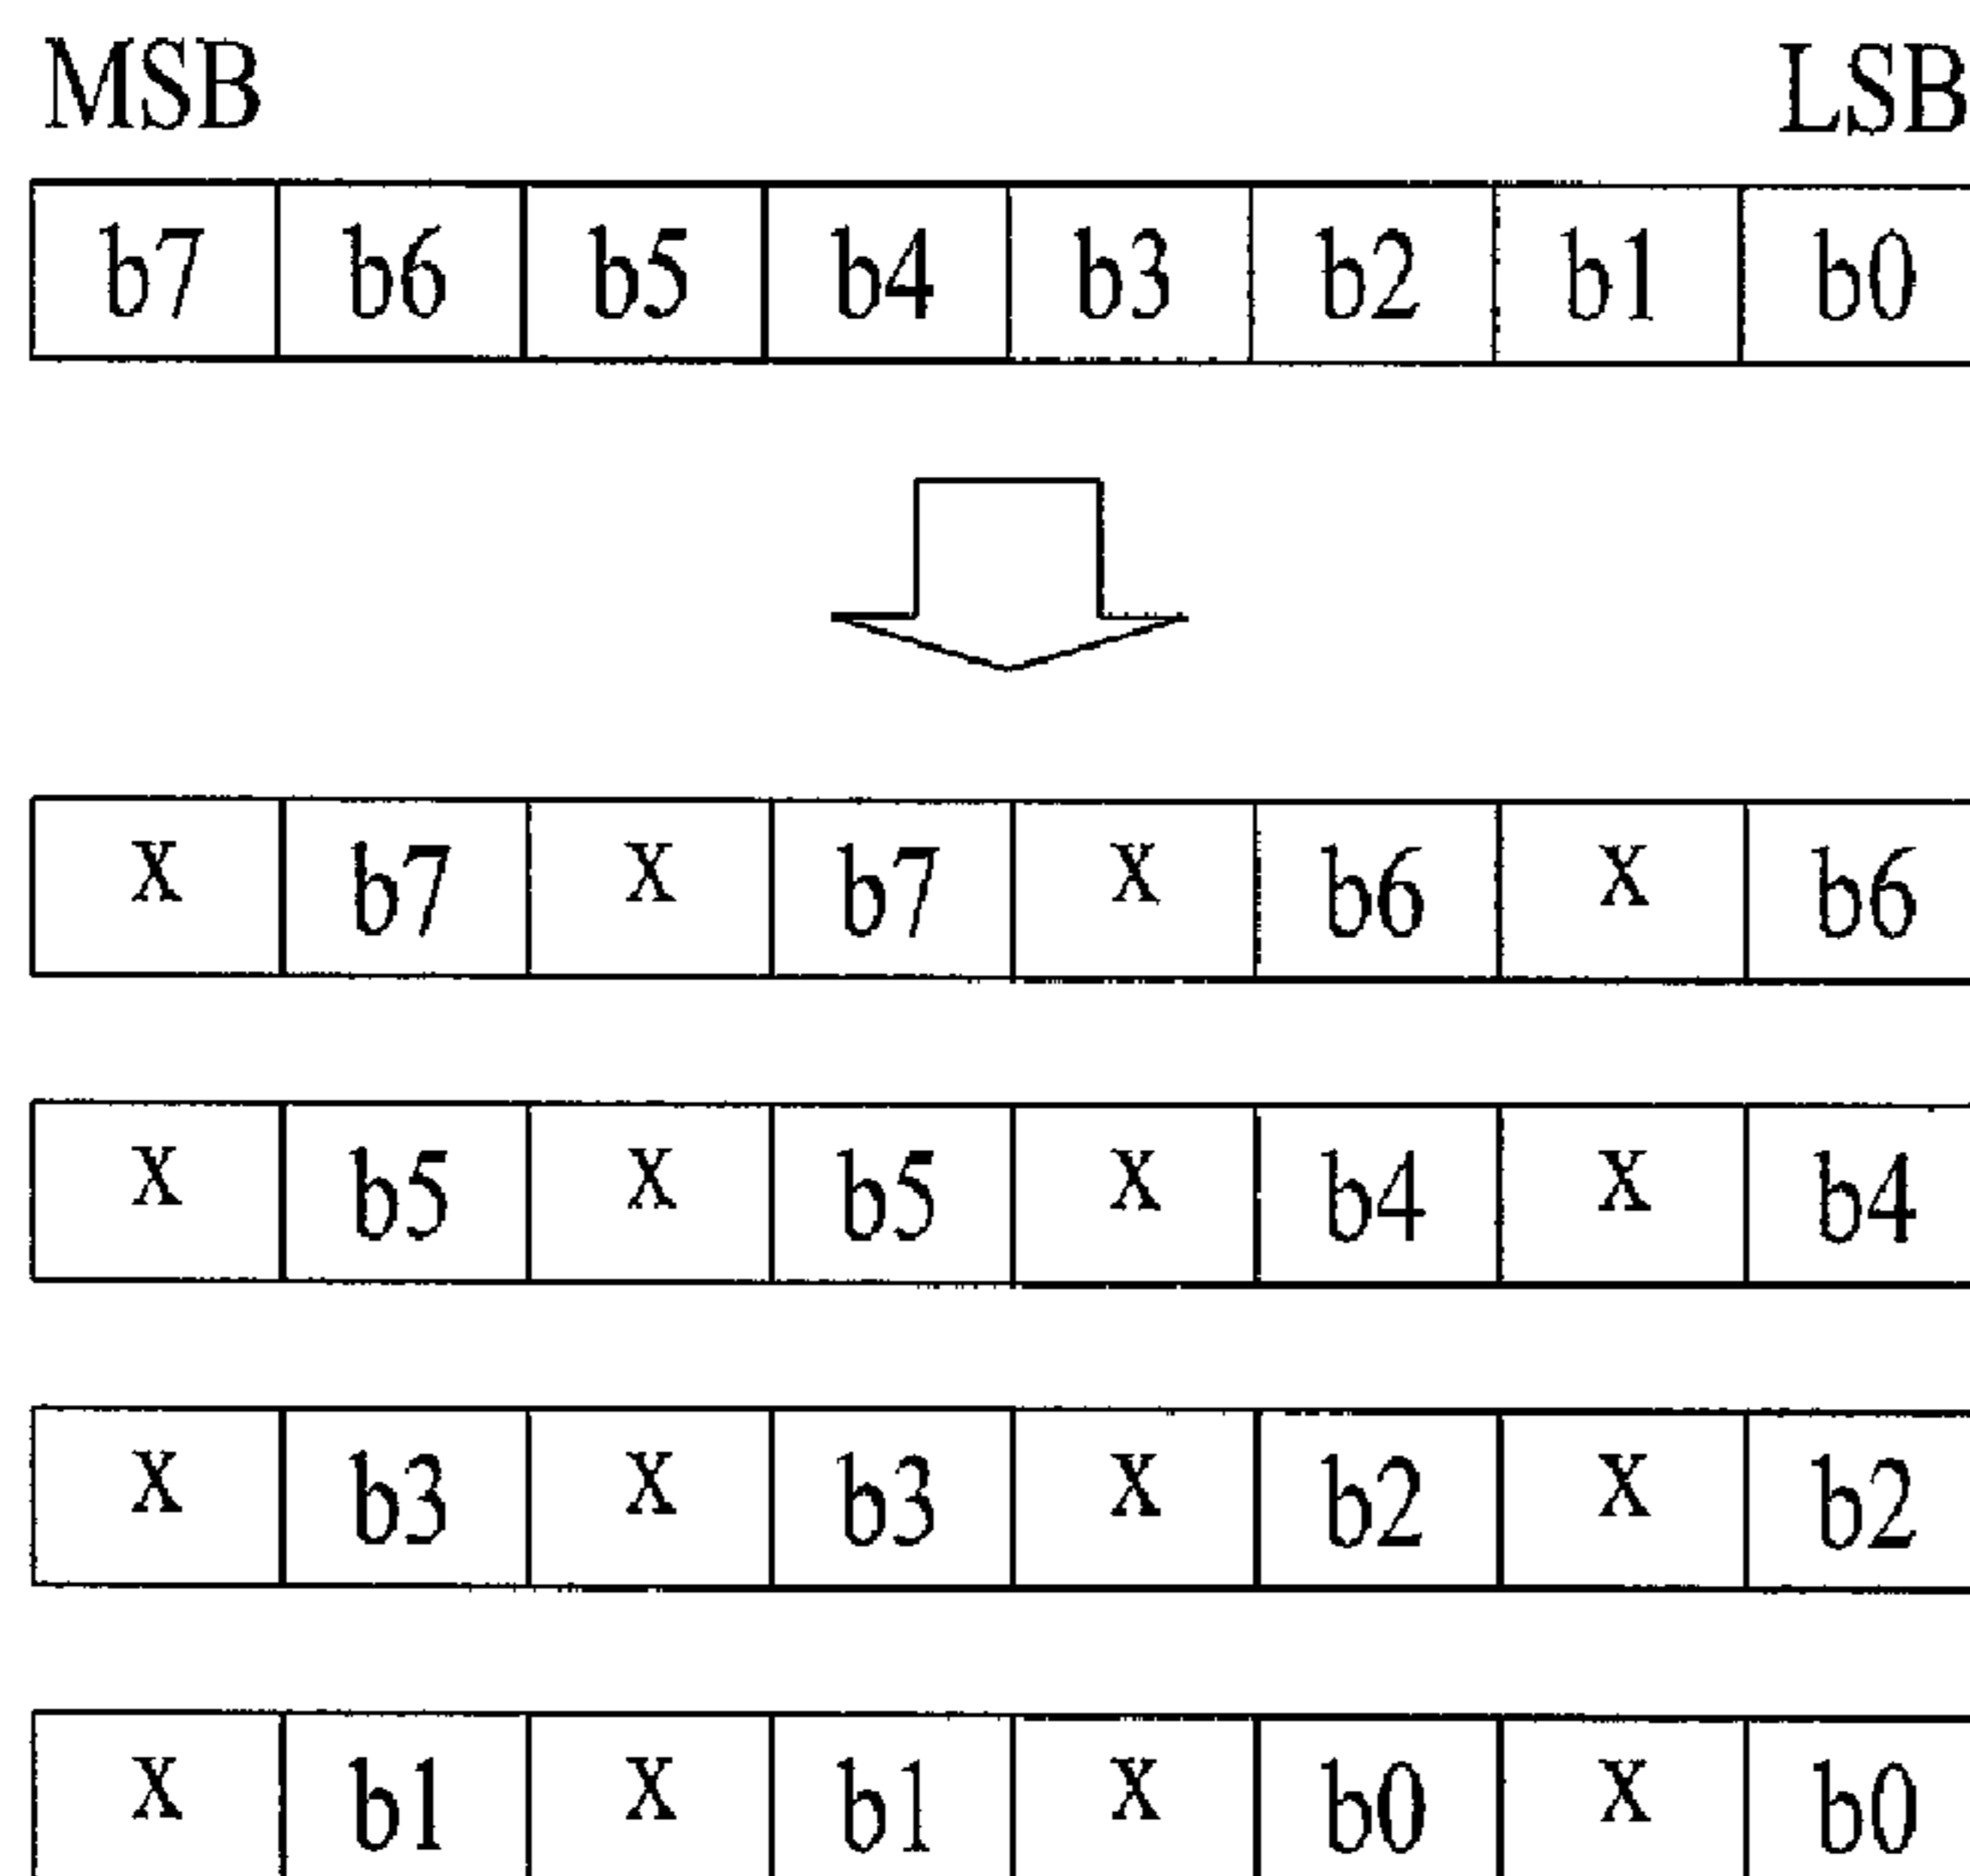 MSB LSB
b7 b6 b5 b4 b3 b2 b1 b0
X b7 X b7 X b6 X b6
X b5 X b5 X b4 X b4
X b3 X b3 X b2 X b2
X b1 X b1 X b0 X b0